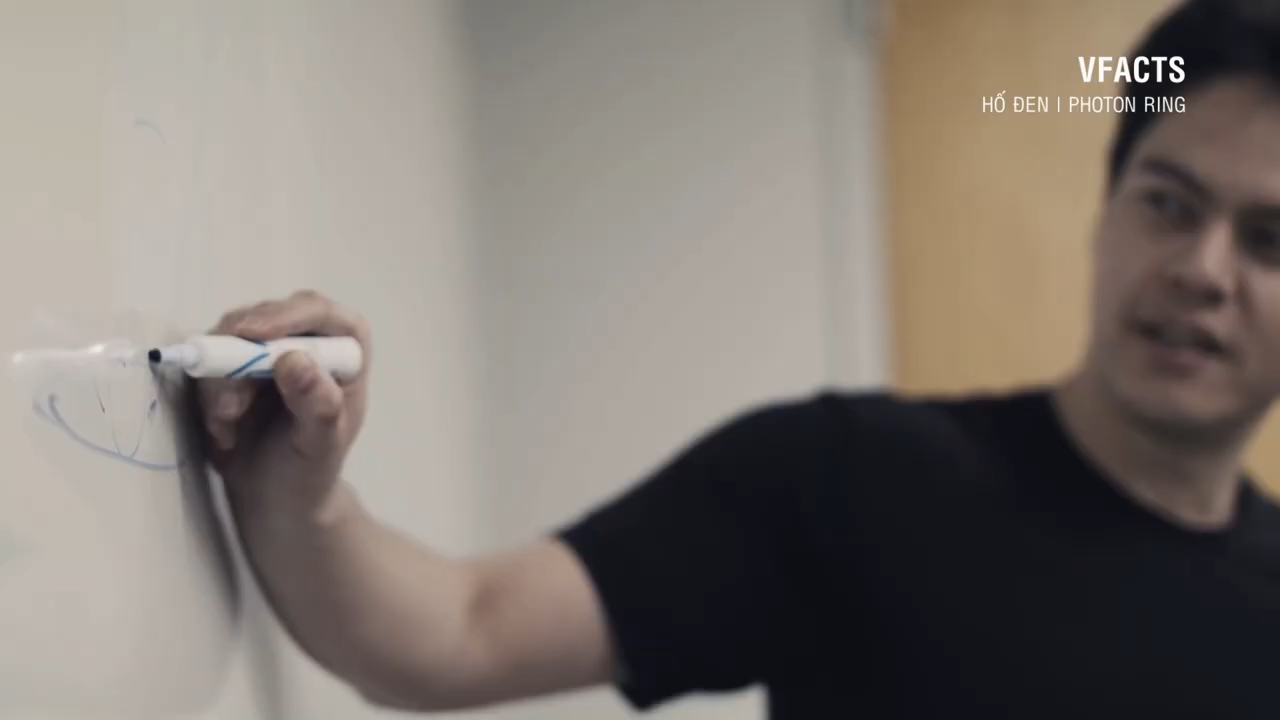 VFACTS
HỐ ĐEN | PHOTON RING